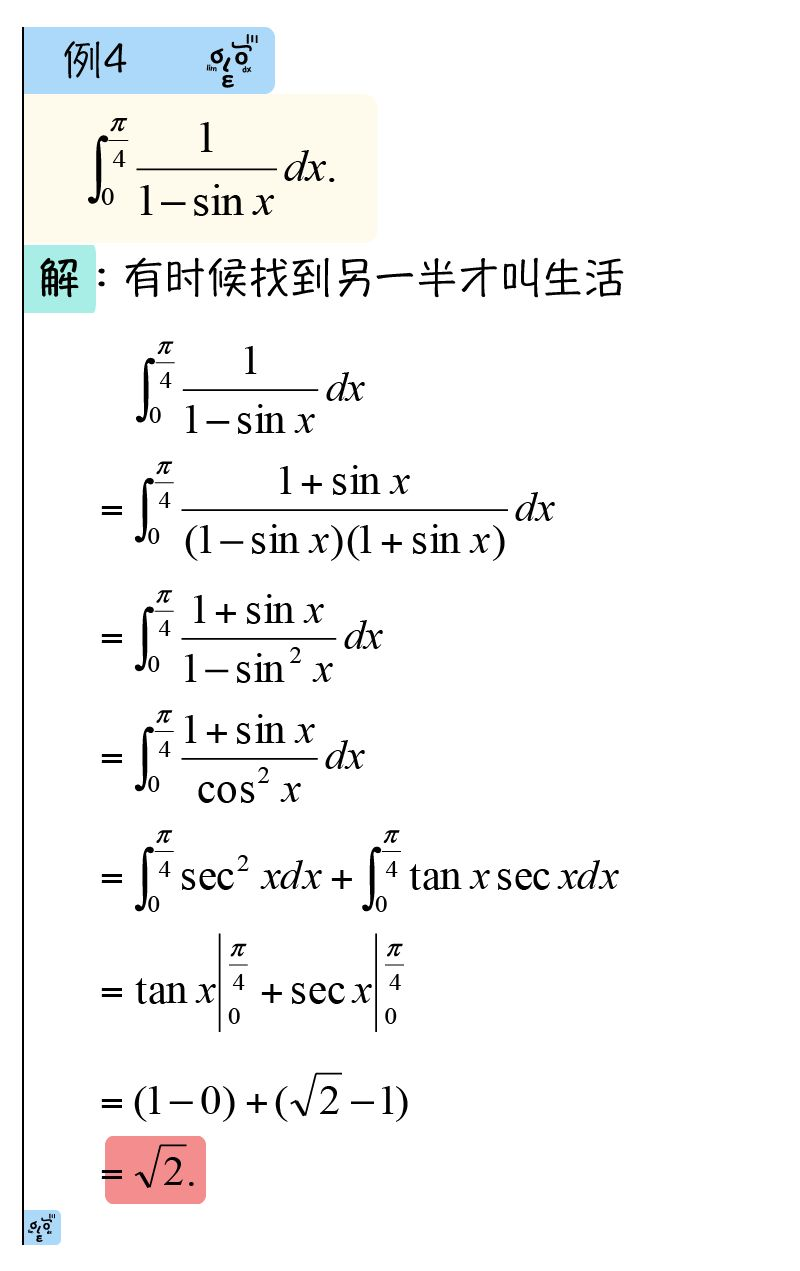 例4
∫₀^{π/4} 1/(1−sin x) dx.
解：有时候找到另一半才叫生活
∫₀^{π/4} 1/(1−sin x) dx
= ∫₀^{π/4} (1+sin x)/((1−sin x)(1+sin x)) dx
= ∫₀^{π/4} (1+sin x)/(1−sin² x) dx
= ∫₀^{π/4} (1+sin x)/(cos² x) dx
= ∫₀^{π/4} sec² xdx + ∫₀^{π/4} tan x sec xdx
= tan x|₀^{π/4} + sec x|₀^{π/4}
= (1−0)+(√2−1)
= √2.